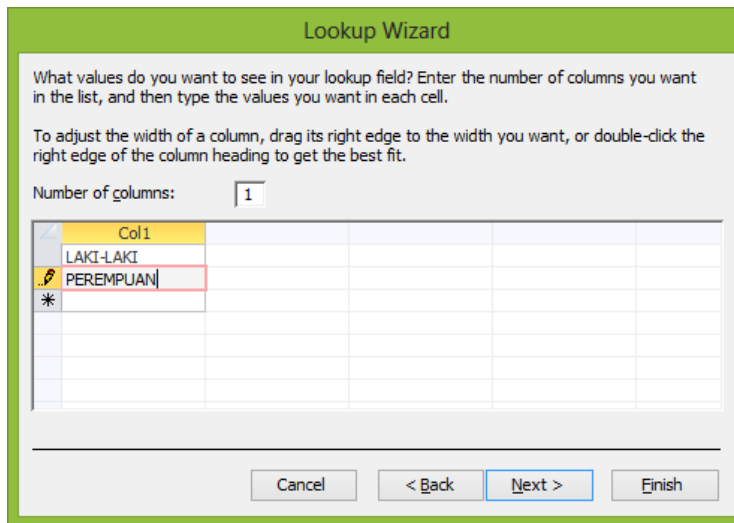 Lookup Wizard
What values do you want to see in your lookup field? Enter the number of columns you want
in the list, and then type the values you want in each cell.
To adjust the width of a column, drag its right edge to the width you want, or double-click the
right edge of the column heading to get the best fit.
Number of columns: 1
Col1
LAKI-LAKI
PEREMPUAN
Cancel < Back Next > Finish